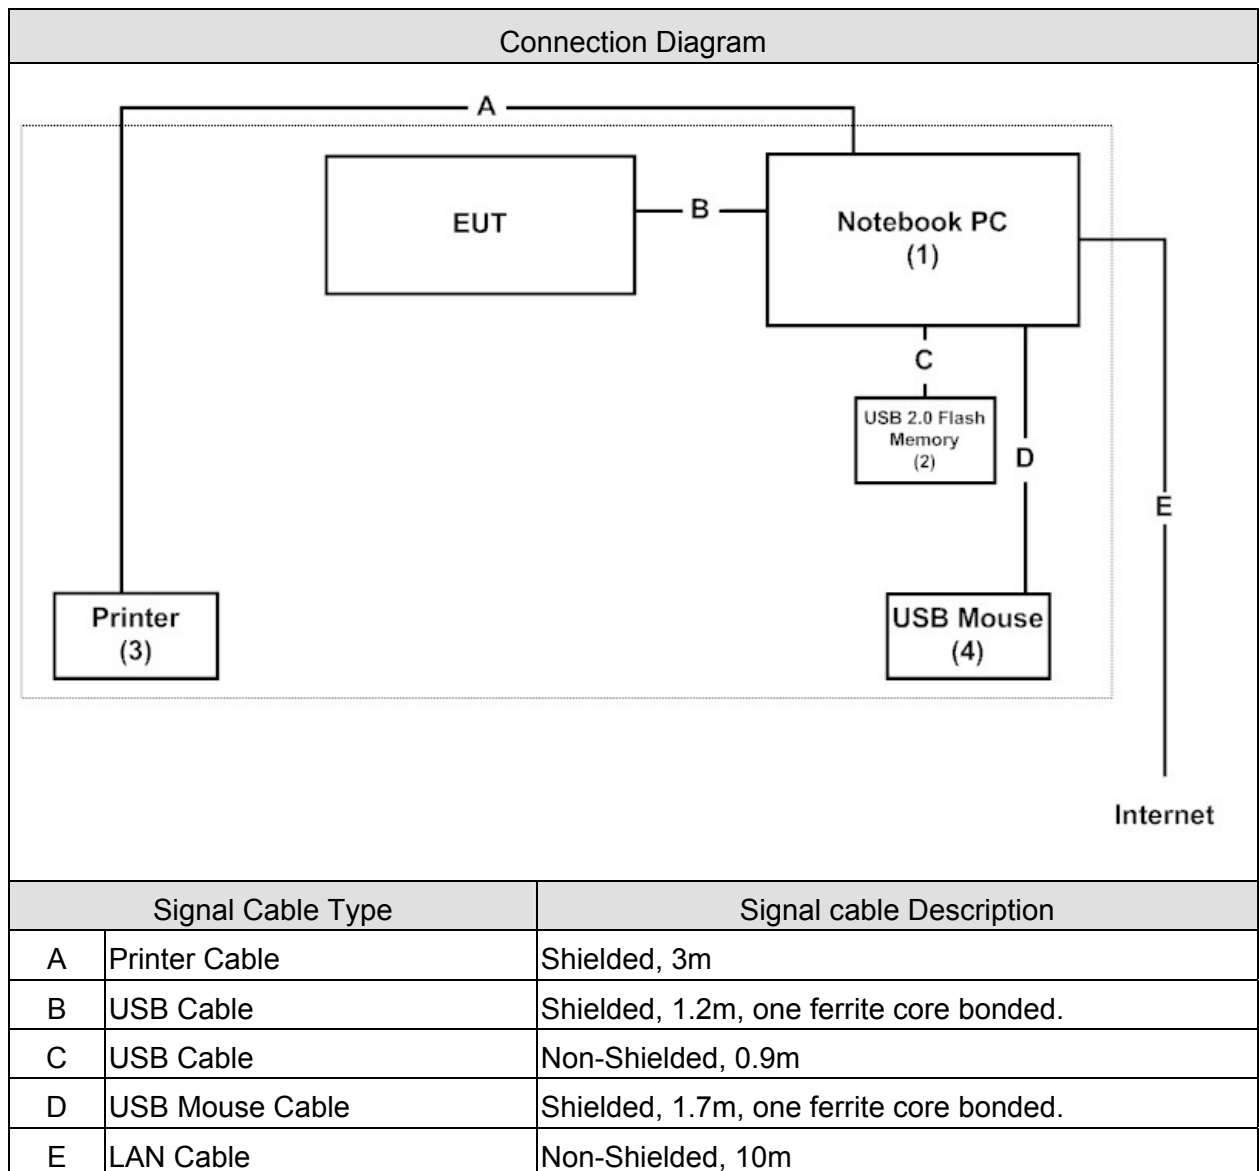 Connection Diagram
A
EUT
B
Notebook PC
(1)
C
USB 2.0 Flash
Memory
(2)
D
E
Printer
(3)
USB Mouse
(4)
Internet
Signal Cable Type Signal cable Description
A Printer Cable Shielded, 3m
B USB Cable Shielded, 1.2m, one ferrite core bonded.
C USB Cable Non-Shielded, 0.9m
D USB Mouse Cable Shielded, 1.7m, one ferrite core bonded.
E LAN Cable Non-Shielded, 10m